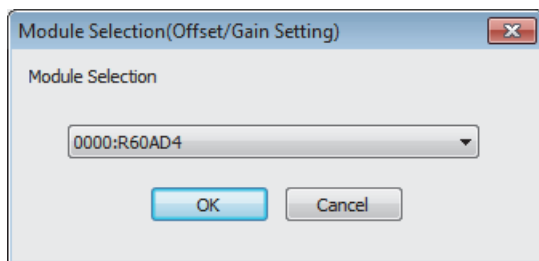 Module Selection(Offset/Gain Setting)
Module Selection
0000:R60AD4
OK Cancel